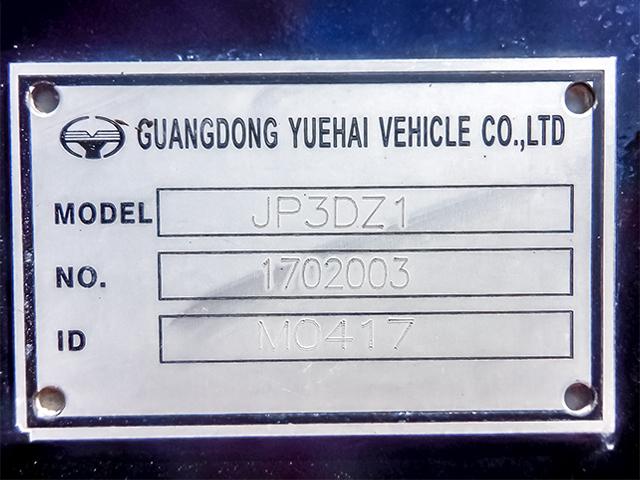 GUANGDONG YUEHAI VEHICLE CO.,LTD
MODEL JP3DZ1
NO. 1702003
ID M0417